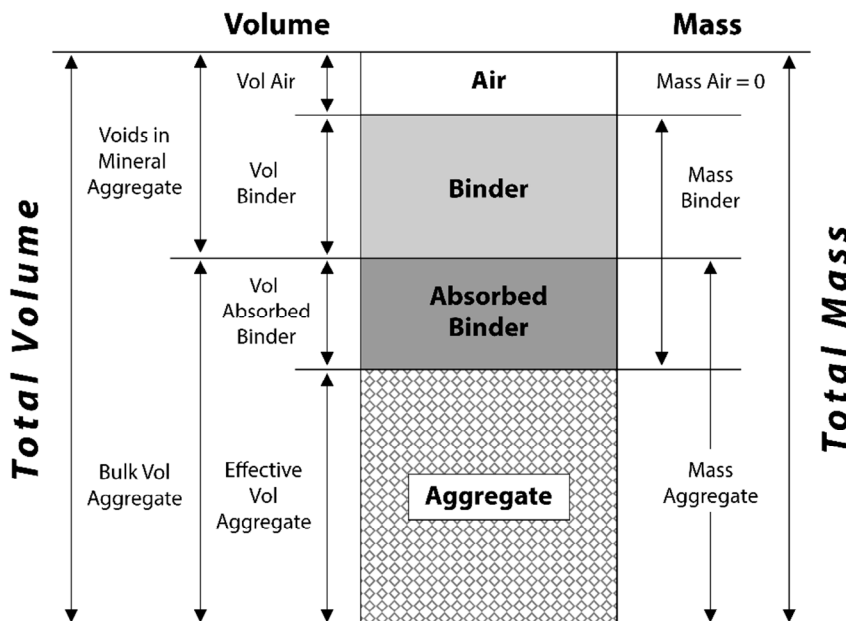 Volume
Mass
Total Volume
Voids in
Mineral
Aggregate
Bulk Vol
Aggregate
Vol Air
Vol
Binder
Vol
Absorbed
Binder
Effective
Vol
Aggregate
Air
Binder
Absorbed
Binder
Aggregate
Mass Air = 0
Mass
Binder
Mass
Aggregate
Total Mass